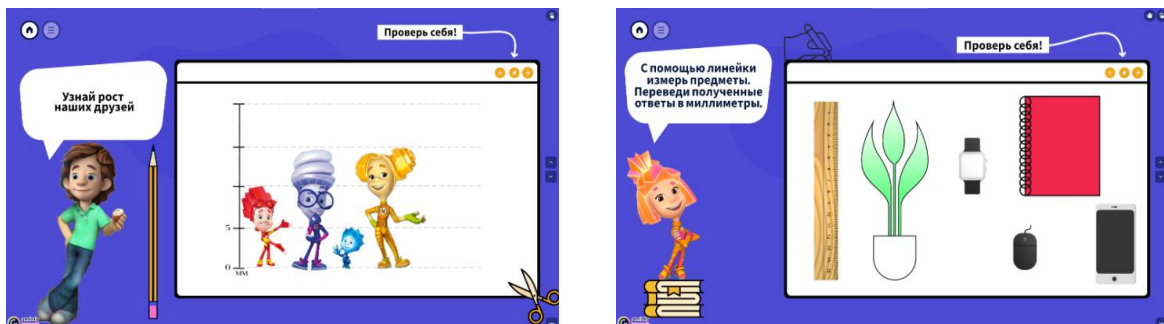 Проверь себя!
Узнай рост
наших друзей
5
0
ММ
Проверь себя!
С помощью линейки
измерь предметы.
Переведи полученные
ответы в миллиметры.